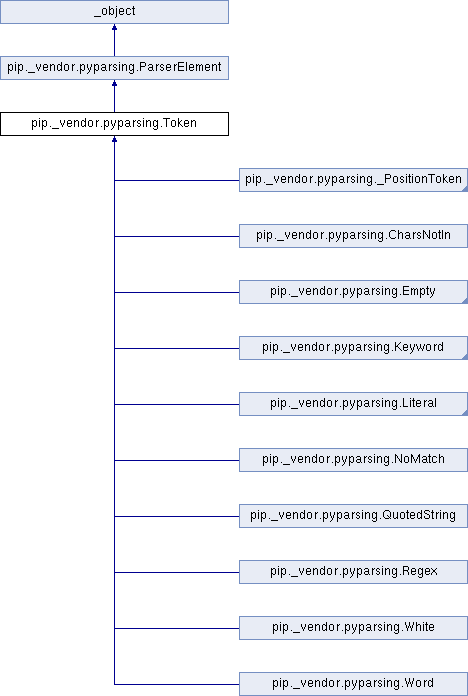 _object
pip._vendor.pyparsing.ParserElement
pip._vendor.pyparsing.Token
pip._vendor.pyparsing._PositionToken
pip._vendor.pyparsing.CharsNotIn
pip._vendor.pyparsing.Empty
pip._vendor.pyparsing.Keyword
pip._vendor.pyparsing.Literal
pip._vendor.pyparsing.NoMatch
pip._vendor.pyparsing.QuotedString
pip._vendor.pyparsing.Regex
pip._vendor.pyparsing.White
pip._vendor.pyparsing.Word